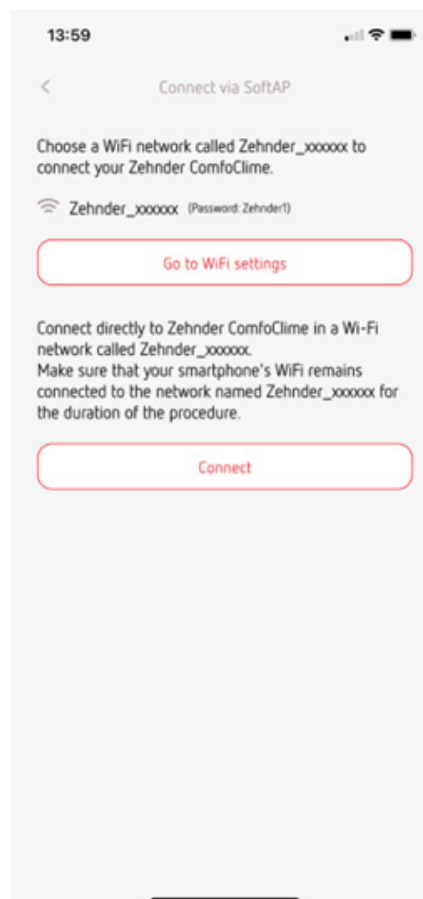 13:59
Connect via SoftAP
Choose a WiFi network called Zehnder_xxxxxx to
connect your Zehnder ComfoClime.
Zehnder_xxxxxx (Password: Zehnder1)
Go to WiFi settings
Connect directly to Zehnder ComfoClime in a Wi-Fi
network called Zehnder_xxxxxx.
Make sure that your smartphone's WiFi remains
connected to the network named Zehnder_xxxxxx for
the duration of the procedure.
Connect